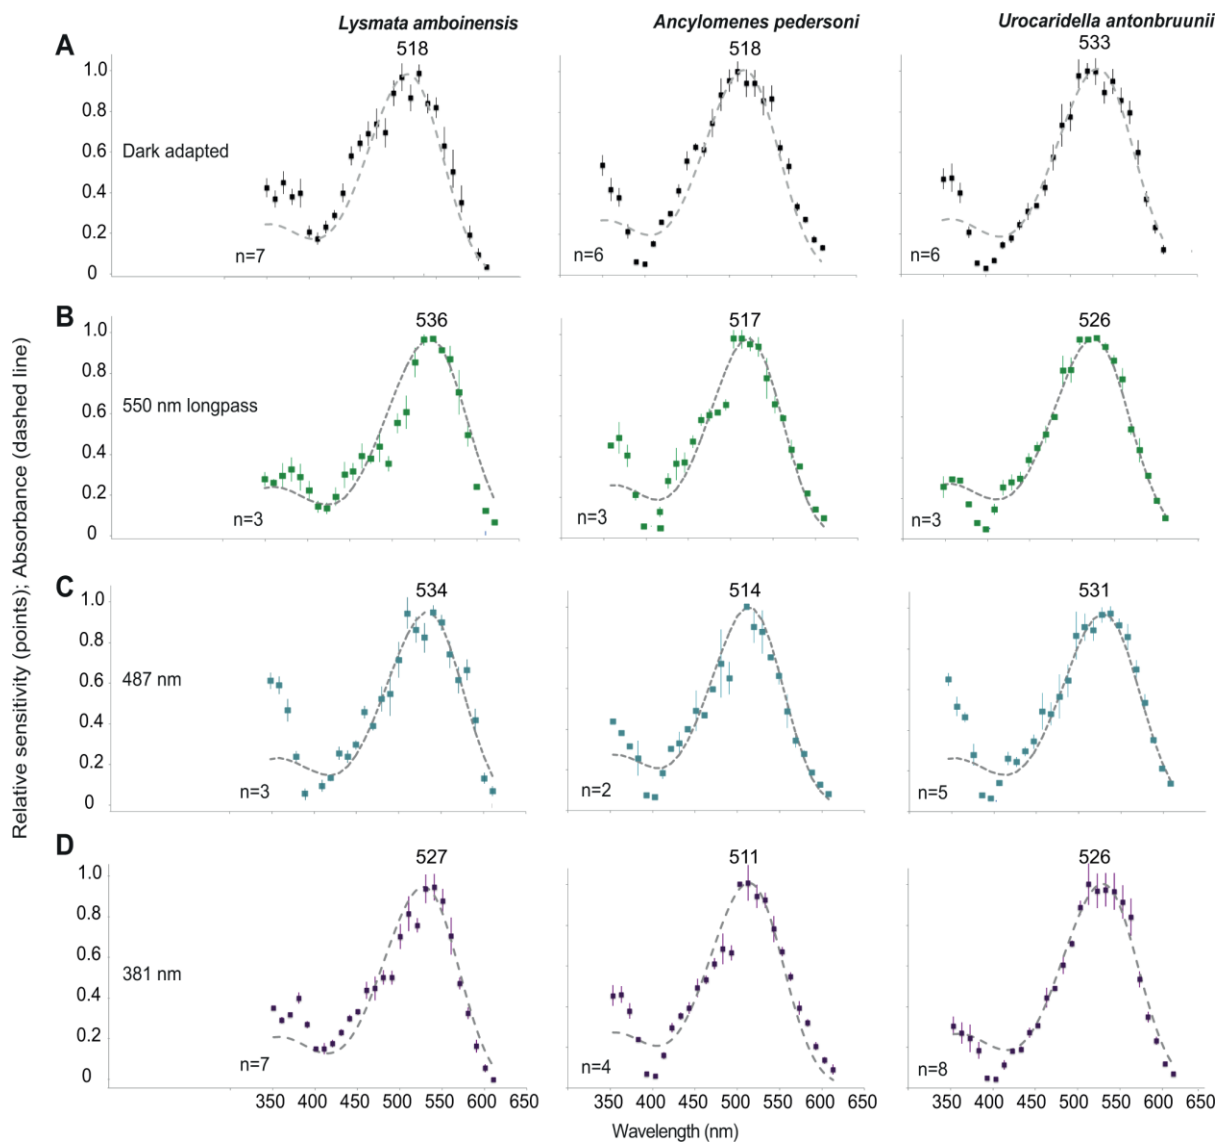 Lysmata amboinensis Ancylomenes pedersoni Urocaridella antonbruunii
A 518 518 533
1.0
0.8
0.6
Dark adapted
0.4
0.2
n=7 n=6 n=6
0
B 536 517 526
1.0
0.8
0.6
550 nm longpass
0.4
0.2
n=3 n=3 n=3
0
C 534 514 531
1.0
0.8
0.6
487 nm
0.4
0.2
n=3 n=2 n=5
0
D 527 511 526
1.0
0.8
0.6
381 nm
0.4
0.2
n=7 n=4 n=8
0
350 400 450 500 550 600 650 350 400 450 500 550 600 650 350 400 450 500 550 600 650
Wavelength (nm)
Relative sensitivity (points); Absorbance (dashed line)